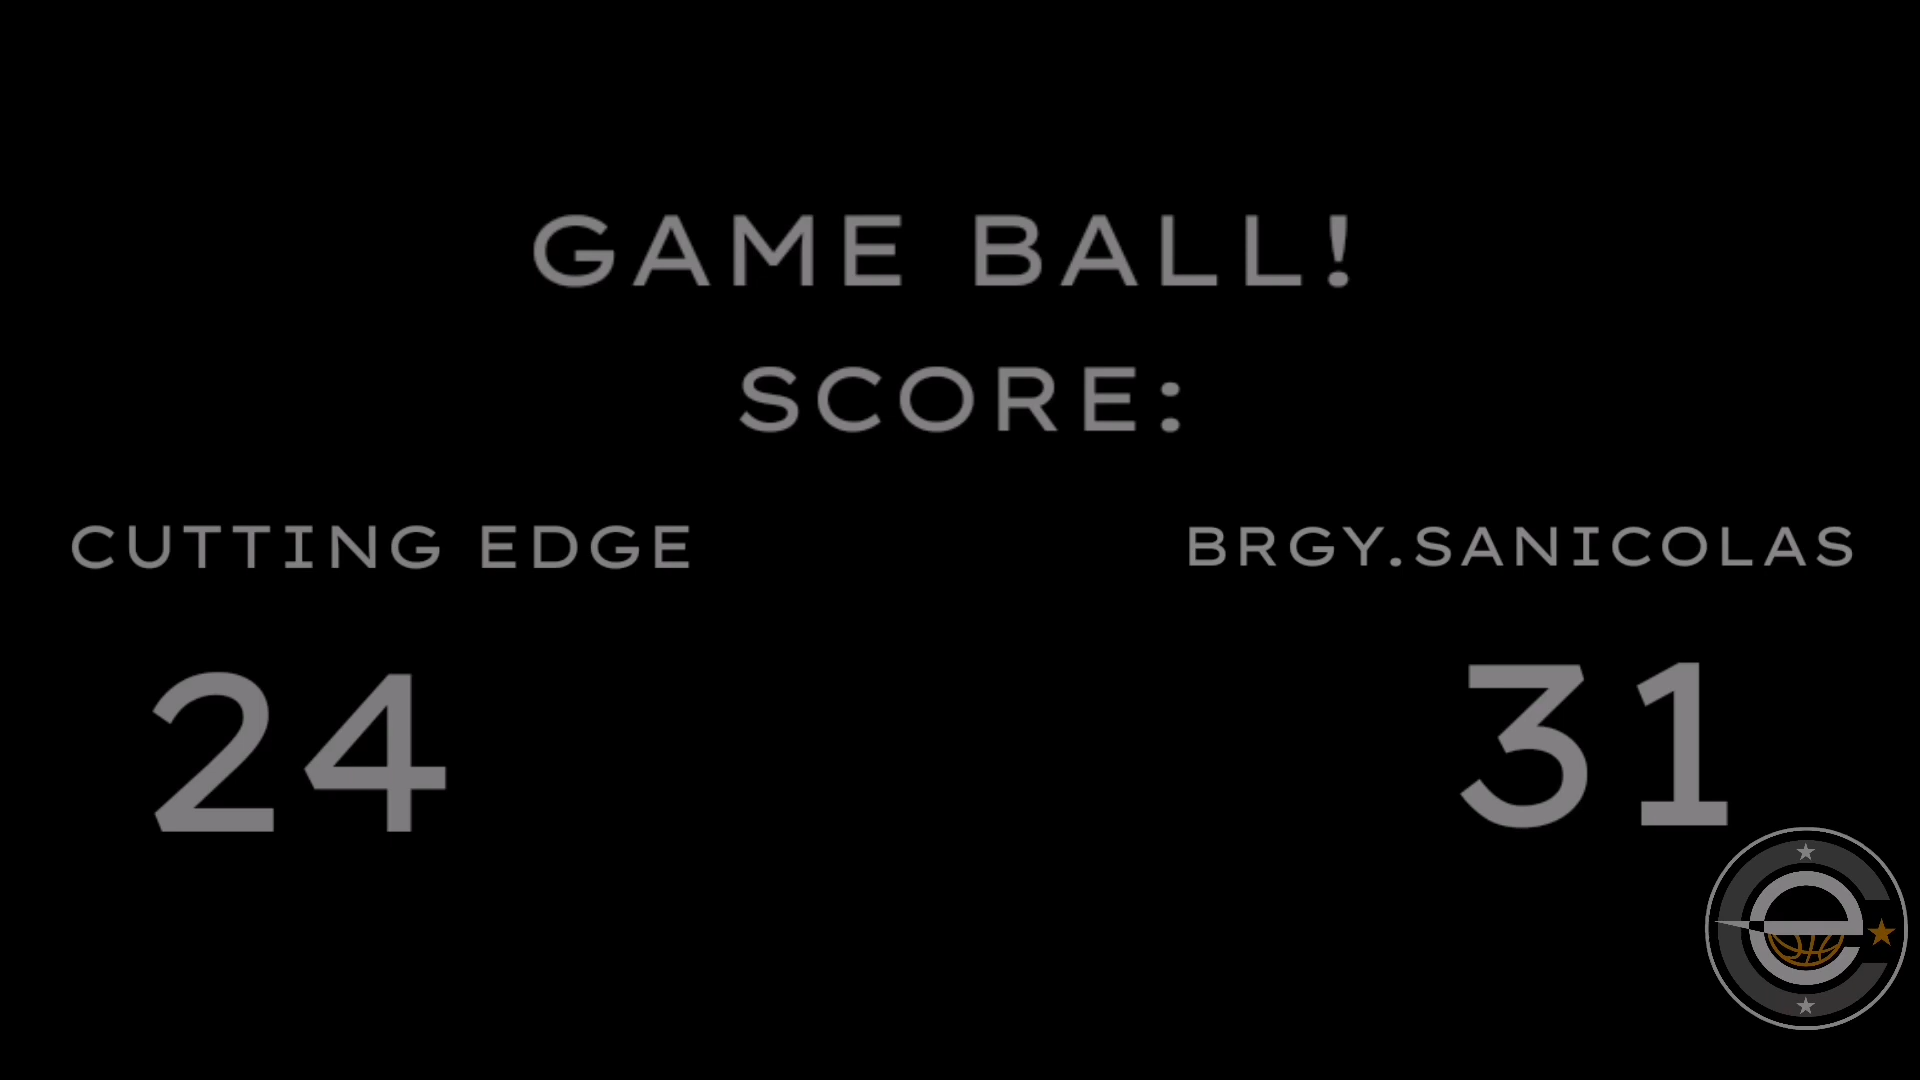 GAME BALL!
SCORE:
CUTTING EDGE
BRGY.SANICOLAS
24
31